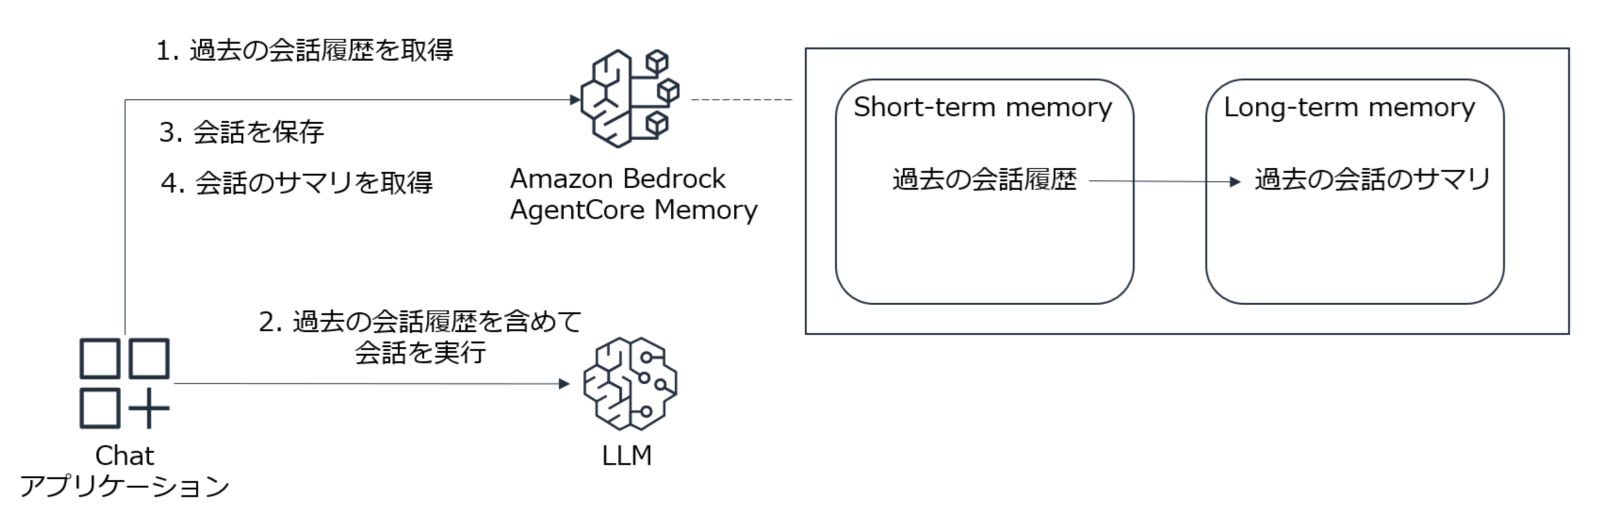 1. 過去の会話履歴を取得
3. 会話を保存
4. 会話のサマリを取得
Amazon Bedrock
AgentCore Memory
Short-term memory
過去の会話履歴
Long-term memory
過去の会話のサマリ
2. 過去の会話履歴を含めて
会話を実行
Chat
アプリケーション
LLM